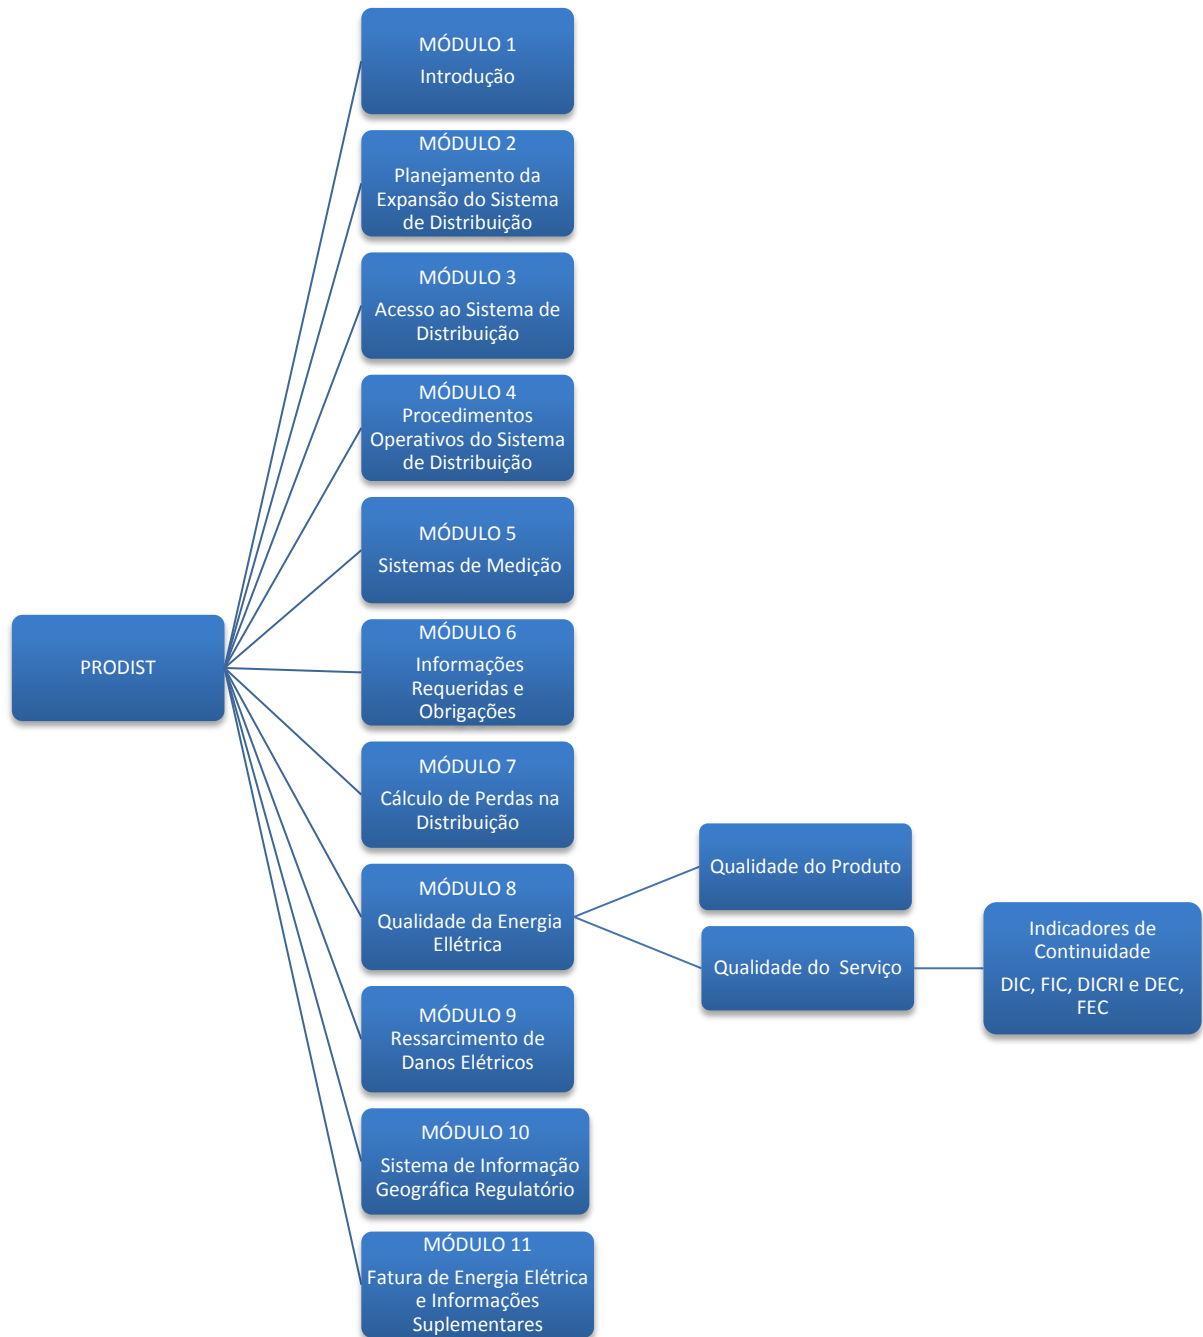 MÓDULO 1
Introdução
MÓDULO 2
Planejamento da
Expansão do Sistema
de Distribuição
MÓDULO 3
Acesso ao Sistema de
Distribuição
MÓDULO 4
Procedimentos
Operativos do Sistema
de Distribuição
MÓDULO 5
Sistemas de Medição
PRODIST
MÓDULO 6
Informações
Requeridas e
Obrigações
MÓDULO 7
Cálculo de Perdas na
Distribuição
MÓDULO 8
Qualidade da Energia
Ellétrica
Qualidade do Produto
Qualidade do Serviço
Indicadores de
Continuidade
DIC, FIC, DICRI e DEC,
FEC
MÓDULO 9
Ressarcimento de
Danos Elétricos
MÓDULO 10
Sistema de Informação
Geográfica Regulatório
MÓDULO 11
Fatura de Energia Elétrica
e Informações
Suplementares